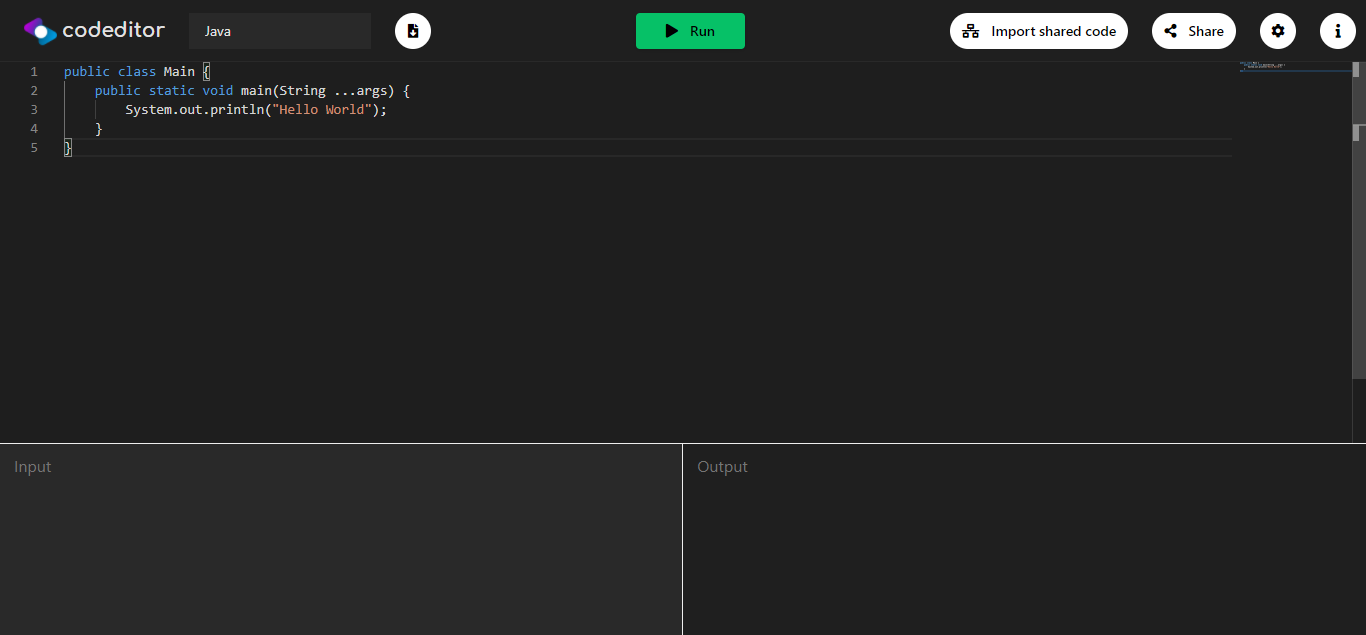 codeditor Java Run Import shared code Share
1 public class Main {
2 public static void main(String ...args) {
3 System.out.println("Hello World");
4 }
5 }
Input Output